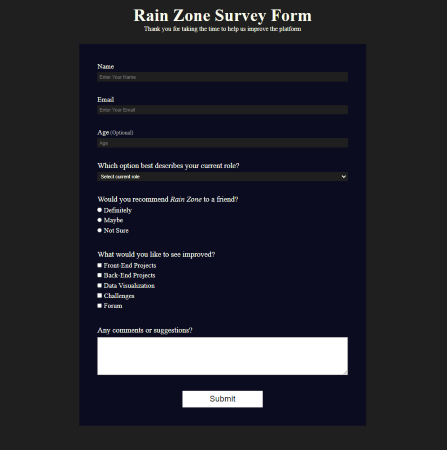 Rain Zone Survey Form
Thank you for taking the time to help us improve the platform
Name
Enter Your Name
Email
Enter Your Email
Age (Optional)
Age
Which option best describes your current role?
Select current role
Would you recommend Rain Zone to a friend?
Definitely
Maybe
Not Sure
What would you like to see improved?
Front-End Projects
Back-End Projects
Data Visualization
Challenges
Forum
Any comments or suggestions?
Submit